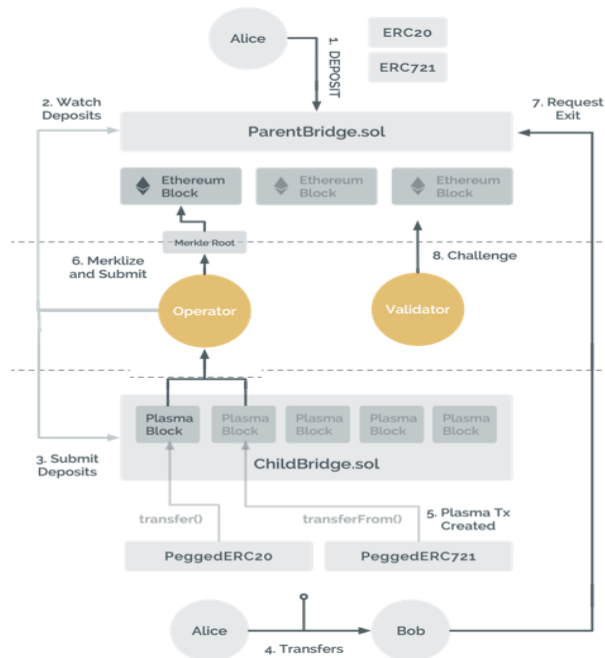 Alice
1. DEPOSIT
ERC20
ERC721
2. Watch
Deposits
7. Request
Exit
ParentBridge.sol
Ethereum
Block
Ethereum
Block
Ethereum
Block
Merkle Root
6. Merklize
and Submit
8. Challenge
Operator
Validator
Plasma
Block
Plasma
Block
Plasma
Block
Plasma
Block
Plasma
Block
3. Submit
Deposits
ChildBridge.sol
transfer()
transferFrom()
5. Plasma Tx
Created
PeggedERC20
PeggedERC721
Alice
4. Transfers
Bob